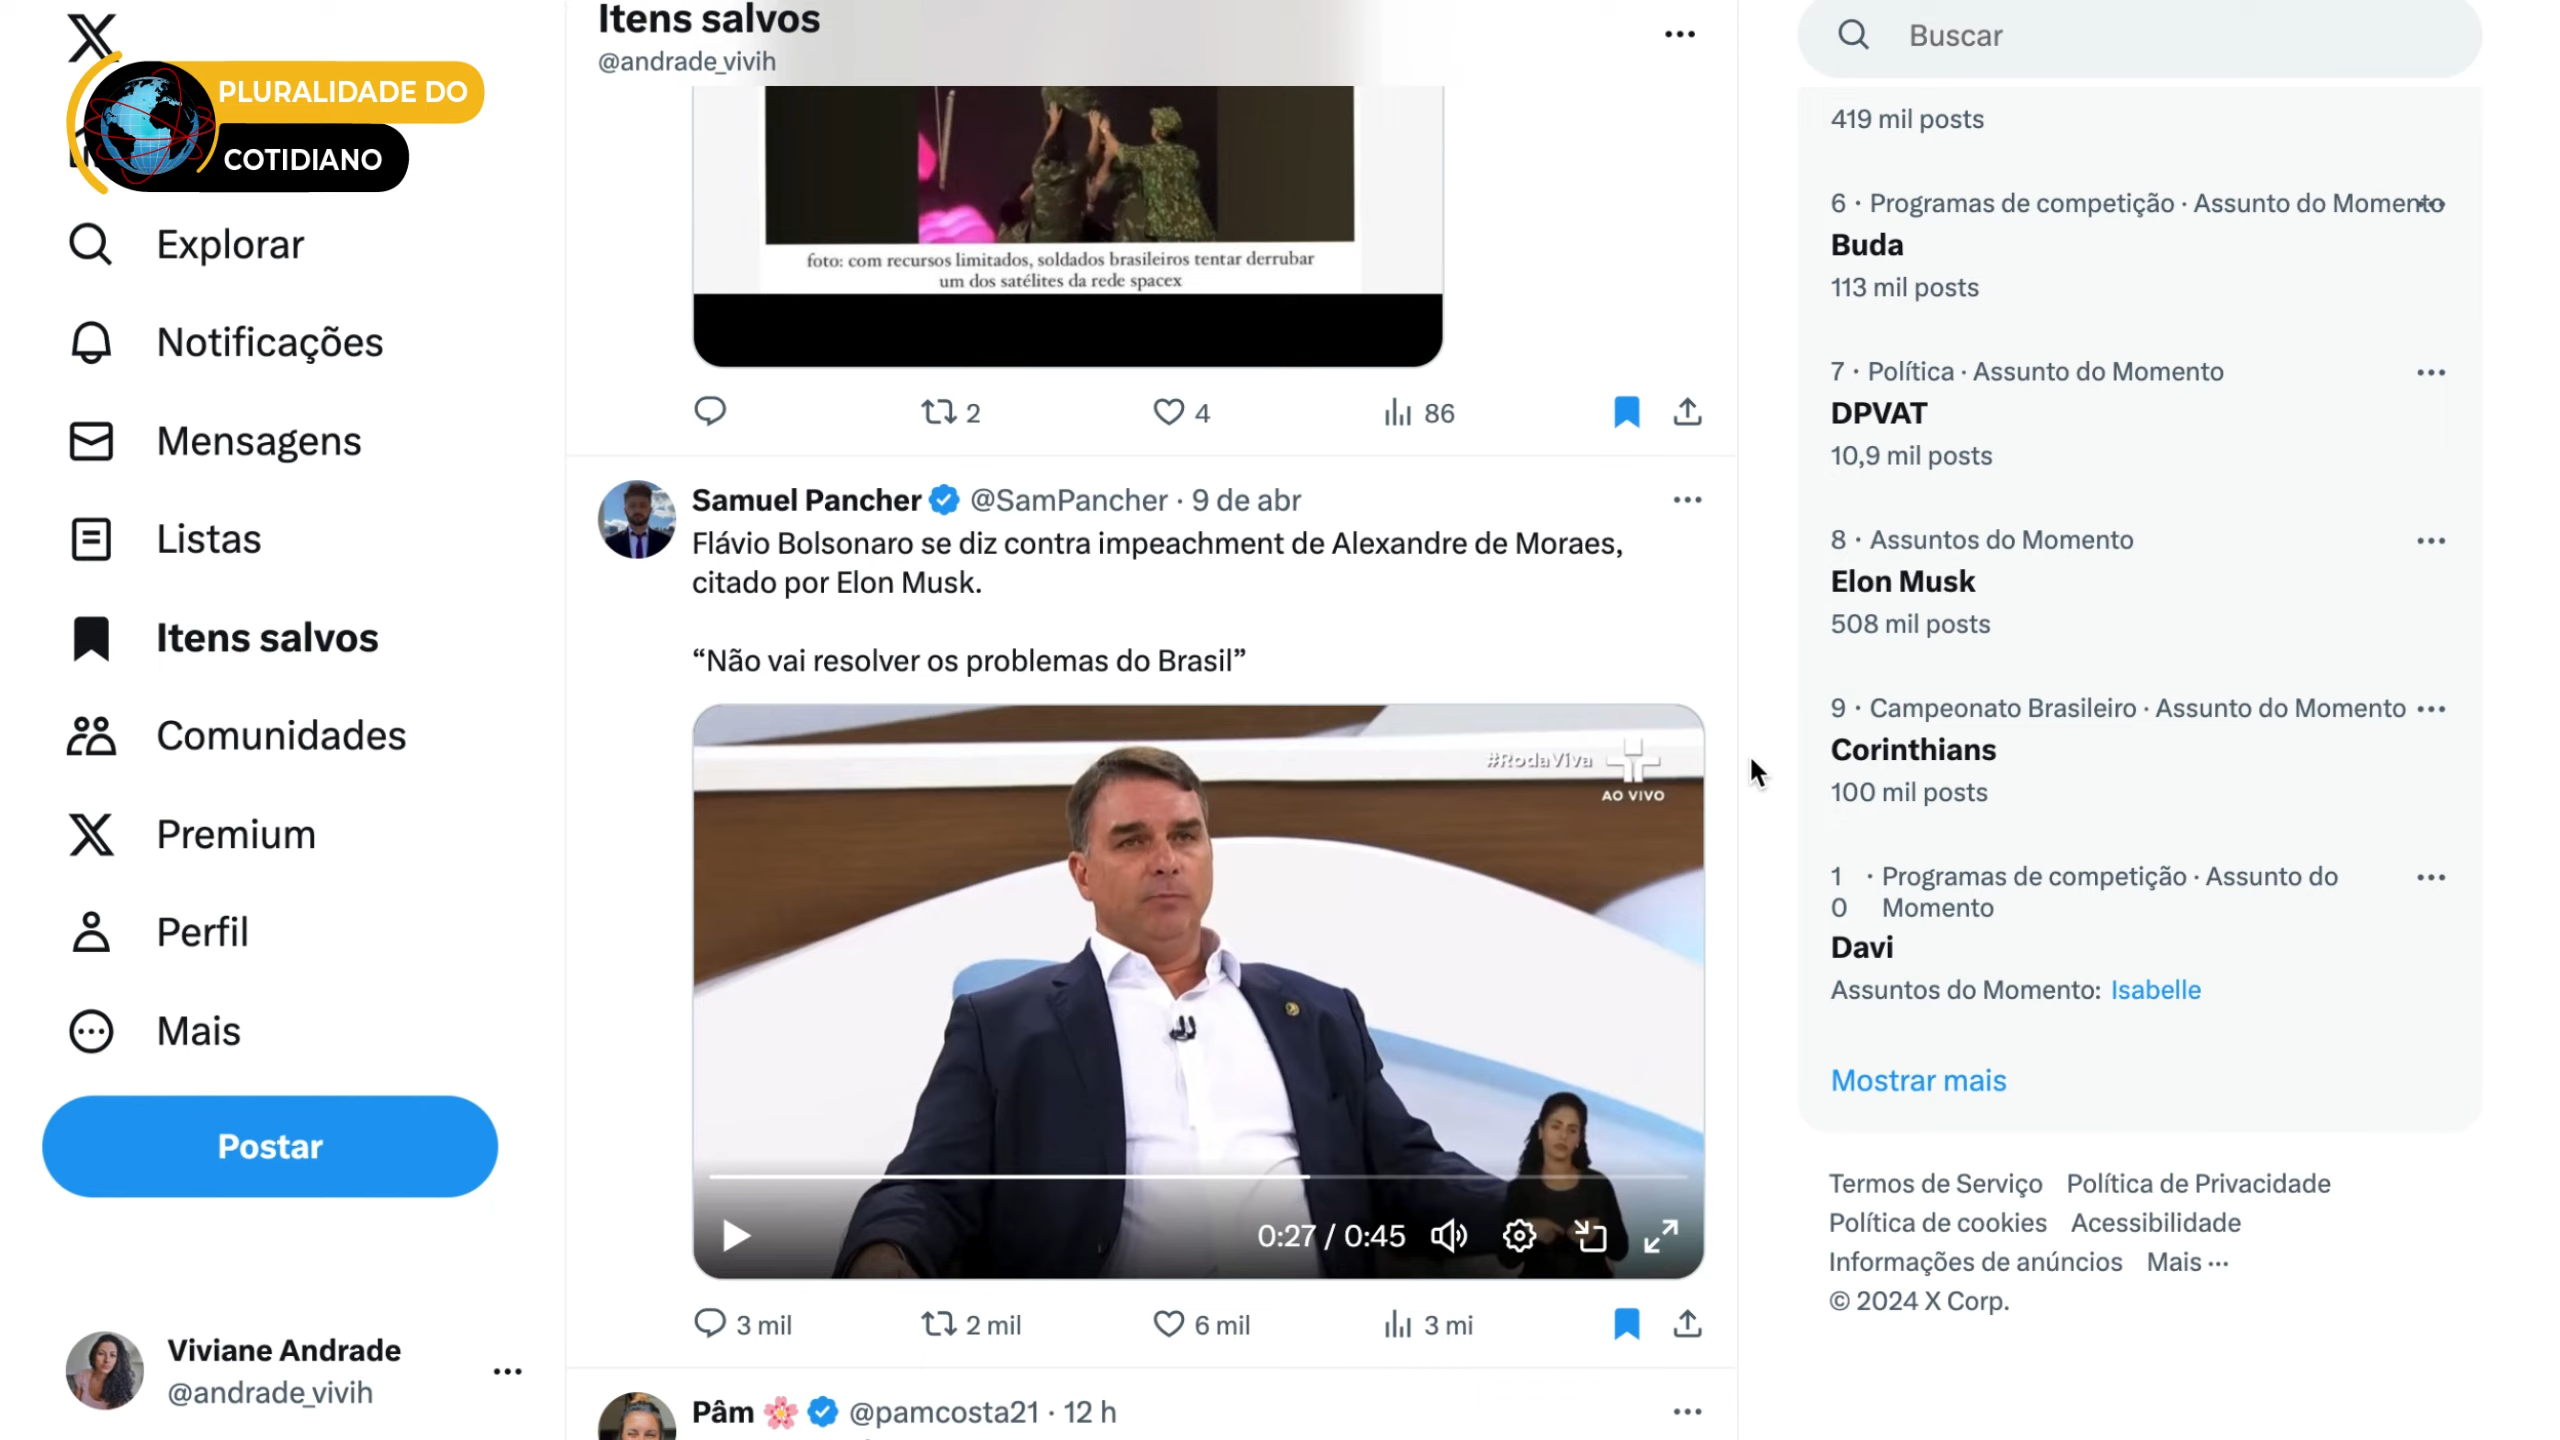 PLURALIDADE DO
COTIDIANO
Explorar
Notificações
Mensagens
Listas
Itens salvos
Comunidades
Premium
Perfil
Mais
Postar
Viviane Andrade
@andrade_vivih
Itens salvos
@andrade_vivih
foto: com recursos limitados, soldados brasileiros tentar derrubar
um dos satélites da rede spacex
2
4
86
Samuel Pancher @SamPancher · 9 de abr
Flávio Bolsonaro se diz contra impeachment de Alexandre de Moraes,
citado por Elon Musk.
“Não vai resolver os problemas do Brasil”
#RodaViva
AO VIVO
0:27 / 0:45
3 mil
2 mil
6 mil
3 mi
Pâm 🌸 @pamcosta21 · 12 h
Buscar
419 mil posts
6 · Programas de competição · Assunto do Momento
Buda
113 mil posts
7 · Política · Assunto do Momento
DPVAT
10,9 mil posts
8 · Assuntos do Momento
Elon Musk
508 mil posts
9 · Campeonato Brasileiro · Assunto do Momento
Corinthians
100 mil posts
10 · Programas de competição · Assunto do
Momento
Davi
Assuntos do Momento: Isabelle
Mostrar mais
Termos de Serviço Política de Privacidade
Política de cookies Acessibilidade
Informações de anúncios Mais ···
© 2024 X Corp.